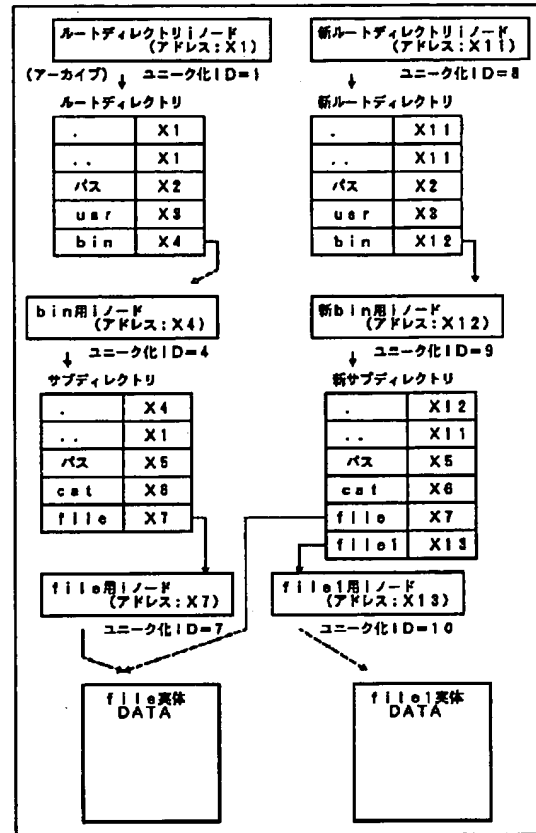 ルートディレクトリiノード
(アドレス:X1)
(アーカイブ)
ユニーク化ID=1
ルートディレクトリ
. X1
.. X1
パス X2
usr X3
bin X4
bin用iノード
(アドレス:X4)
ユニーク化ID=4
サブディレクトリ
. X4
.. X1
パス X5
cat X6
file X7
file用iノード
(アドレス:X7)
ユニーク化ID=7
file実体
DATA
新ルートディレクトリiノード
(アドレス:X11)
ユニーク化ID=8
新ルートディレクトリ
. X11
.. X11
パス X2
usr X3
bin X12
新bin用iノード
(アドレス:X12)
ユニーク化ID=9
新サブディレクトリ
. X12
.. X11
パス X5
cat X6
file X7
file1 X13
file1用iノード
(アドレス:X13)
ユニーク化ID=10
file1実体
DATA